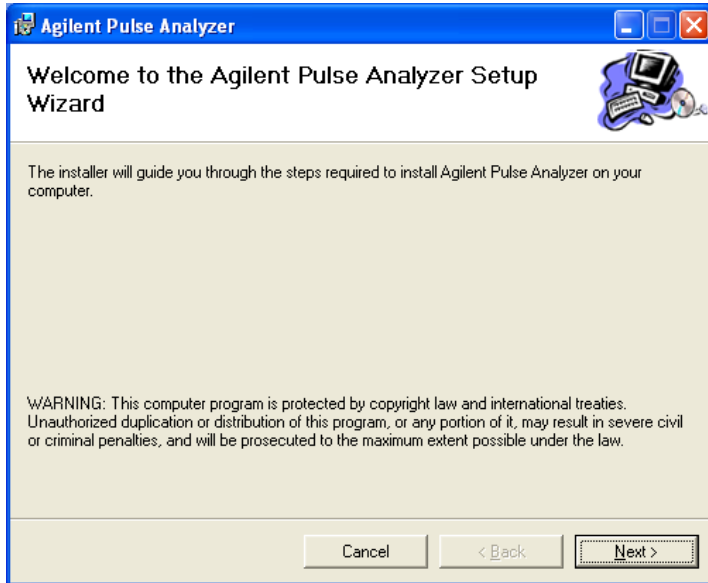 Agilent Pulse Analyzer
Welcome to the Agilent Pulse Analyzer Setup
Wizard
The installer will guide you through the steps required to install Agilent Pulse Analyzer on your
computer.
WARNING: This computer program is protected by copyright law and international treaties.
Unauthorized duplication or distribution of this program, or any portion of it, may result in severe civil
or criminal penalties, and will be prosecuted to the maximum extent possible under the law.
Cancel
< Back
Next >